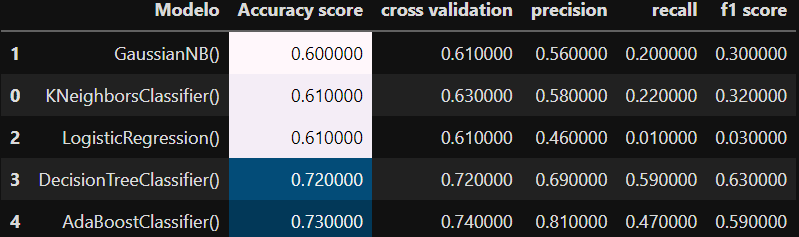 Modelo Accuracy score cross validation precision recall f1 score
1 GaussianNB() 0.600000 0.610000 0.560000 0.200000 0.300000
0 KNeighborsClassifier() 0.610000 0.630000 0.580000 0.220000 0.320000
2 LogisticRegression() 0.610000 0.610000 0.460000 0.010000 0.030000
3 DecisionTreeClassifier() 0.720000 0.720000 0.690000 0.590000 0.630000
4 AdaBoostClassifier() 0.730000 0.740000 0.810000 0.470000 0.590000